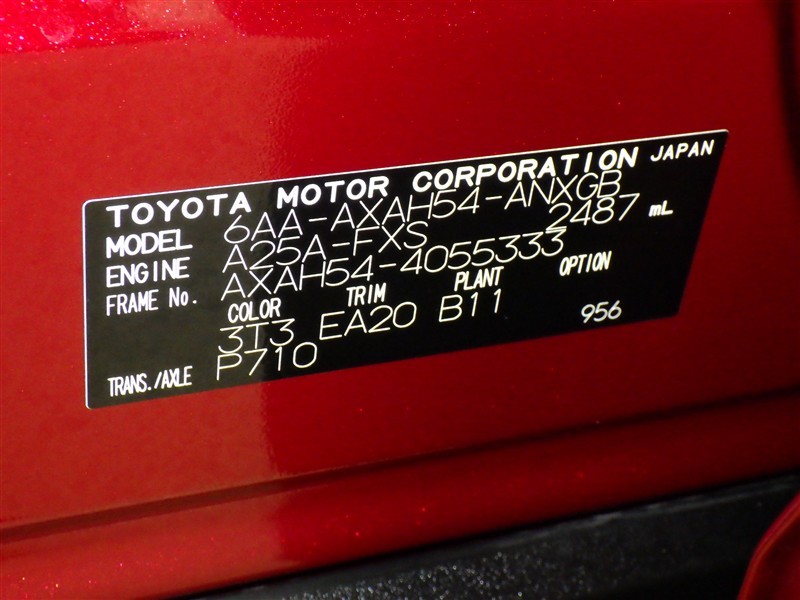 TOYOTA MOTOR CORPORATION JAPAN
MODEL 6AA-AXAH54-ANXGB
ENGINE A25A-FXS 2487 mL
FRAME No. AXAH54-4055333
COLOR TRIM PLANT OPTION
3T3 EA20 B11 956
TRANS./AXLE P710